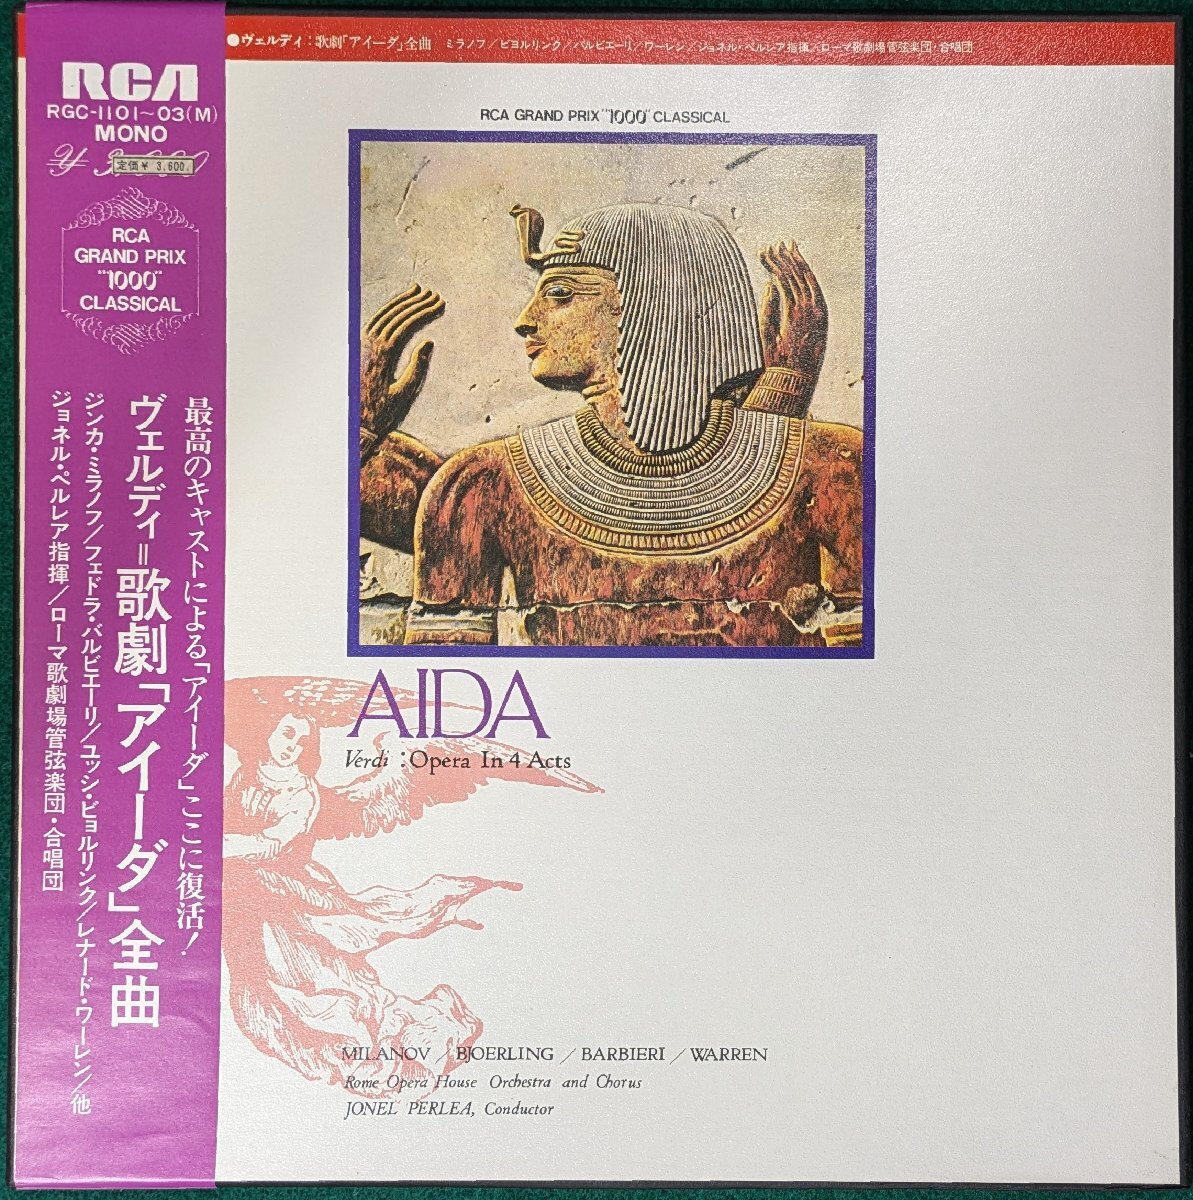 ●ヴェルディ：歌劇「アイーダ」全曲 ミラノフ／ビヨルリンク／バルビエーリ／ワーレン／ジョネル・ペルレア指揮／ローマ歌劇場管弦楽団・合唱団
RCA
RGC-1101~03(M)
MONO
定価¥ 3,600.
RCA
GRAND PRIX
"1000"
CLASSICAL
最高のキャストによる「アイーダ」ここに復活！
ヴェルディ＝歌劇「アイーダ」全曲
ジンカ・ミラノフ／フェドラ・バルビエーリ／ユッシ・ビョルリンク／レナード・ワーレン／他
ジョネル・ペルレア指揮／ローマ歌劇場管弦楽団・合唱団
RCA GRAND PRIX "1000" CLASSICAL
AIDA
Verdi : Opera In 4 Acts
MILANOV / BJOERLING / BARBIERI / WARREN
Rome Opera House Orchestra and Chorus
JONEL PERLEA, Conductor